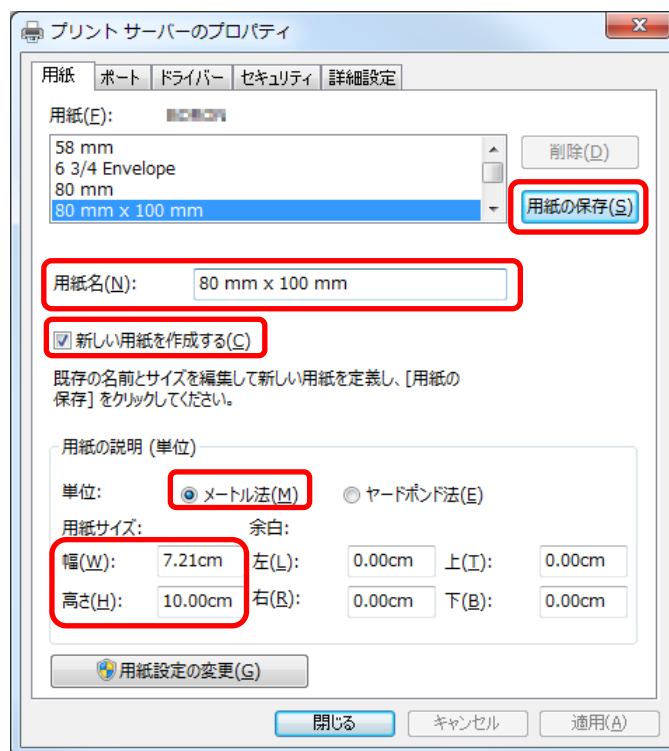 プリント サーバーのプロパティ
用紙 ポート ドライバー セキュリティ 詳細設定
用紙(F):
58 mm
6 3/4 Envelope
80 mm
80 mm x 100 mm
削除(D)
用紙の保存(S)
用紙名(N): 80 mm x 100 mm
新しい用紙を作成する(C)
既存の名前とサイズを編集して新しい用紙を定義し、[用紙の
保存] をクリックしてください。
用紙の説明 (単位)
単位: メートル法(M) ヤードポンド法(E)
用紙サイズ: 余白:
幅(W): 7.21cm 左(L): 0.00cm 上(T): 0.00cm
高さ(H): 10.00cm 右(R): 0.00cm 下(B): 0.00cm
用紙設定の変更(G)
閉じる キャンセル 適用(A)